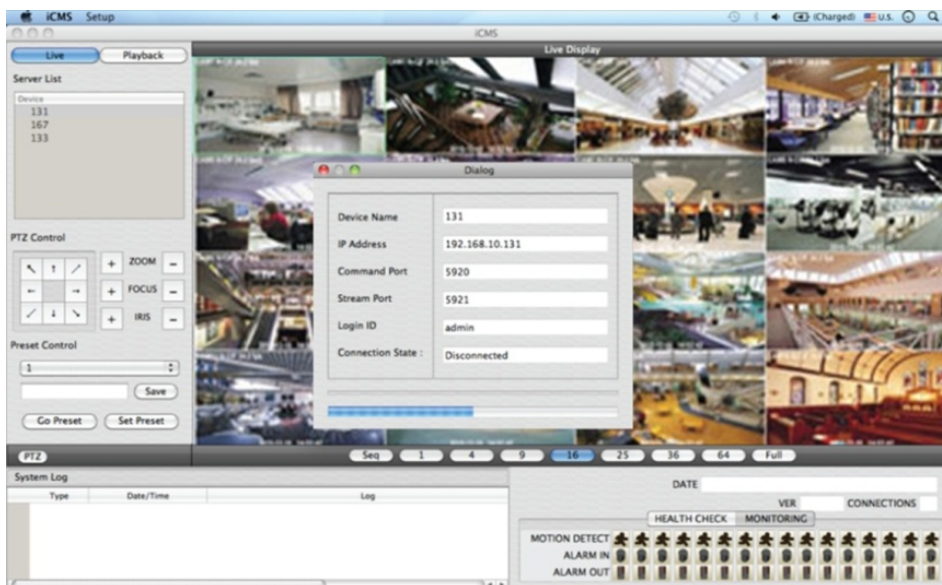 iCMS Setup (Charged) U.S.
iCMS
Live Playback
Live Display
Server List
Device
131
167
133
PTZ Control
+ ZOOM -
+ FOCUS -
+ IRIS -
Preset Control
1
Save
Go Preset Set Preset
PTZ
Dialog
Device Name 131
IP Address 192.168.10.131
Command Port 5920
Stream Port 5921
Login ID admin
Connection State : Disconnected
Seq 1 4 9 16 25 36 64 Full
System Log
Type Date/Time Log
DATE
VER CONNECTIONS
HEALTH CHECK MONITORING
MOTION DETECT
ALARM IN
ALARM OUT